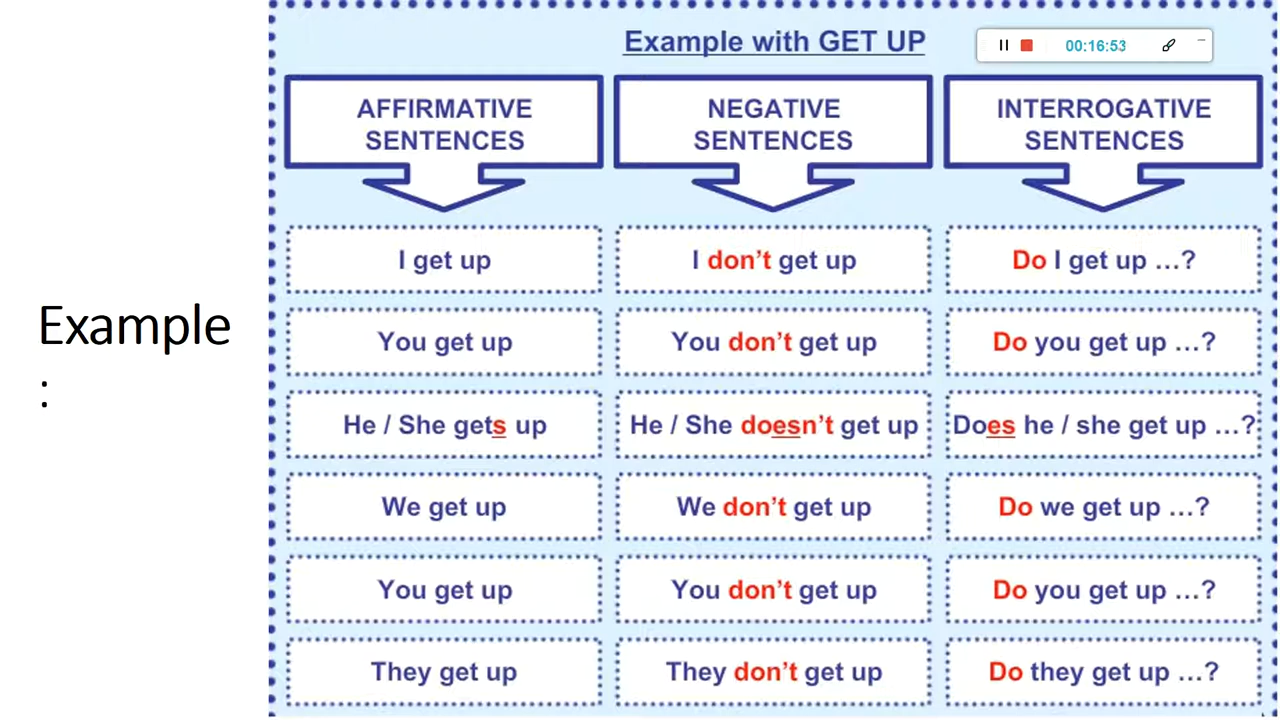 Example with GET UP
00:16:53
AFFIRMATIVE
SENTENCES
NEGATIVE
SENTENCES
INTERROGATIVE
SENTENCES
I get up
I don’t get up
Do I get up …?
You get up
You don’t get up
Do you get up …?
Example
:
He / She gets up
He / She doesn’t get up
Does he / she get up …?
We get up
We don’t get up
Do we get up …?
You get up
You don’t get up
Do you get up …?
They get up
They don’t get up
Do they get up …?